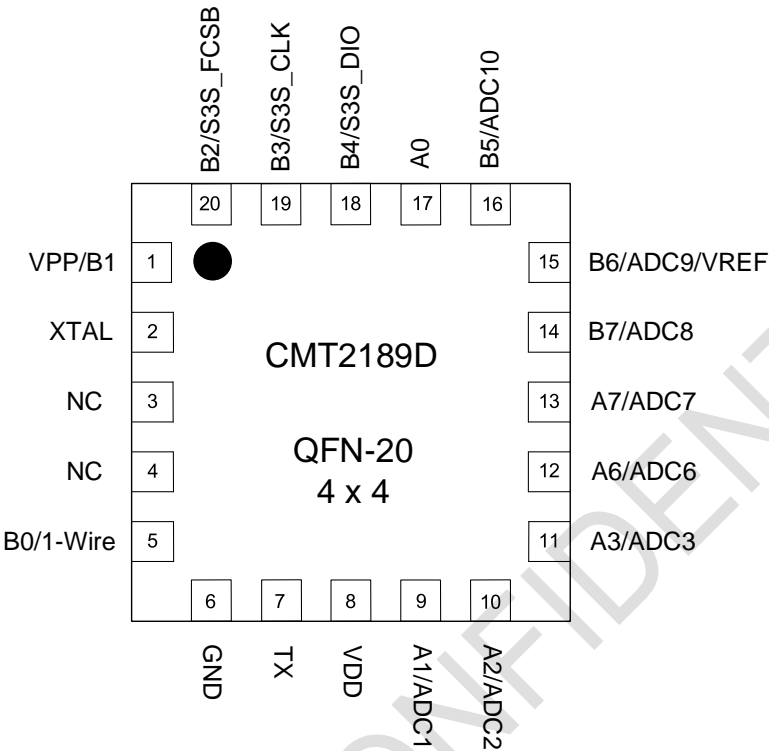 B2/S3S_FCSB
B3/S3S_CLK
B4/S3S_DIO
A0
B5/ADC10
20
19
18
17
16
VPP/B1
1
15
B6/ADC9/VREF
XTAL
2
14
B7/ADC8
CMT2189D
NC
3
13
A7/ADC7
QFN-20
4 x 4
NC
4
12
A6/ADC6
B0/1-Wire
5
11
A3/ADC3
6
7
8
9
10
GND
TX
VDD
A1/ADC1
A2/ADC2